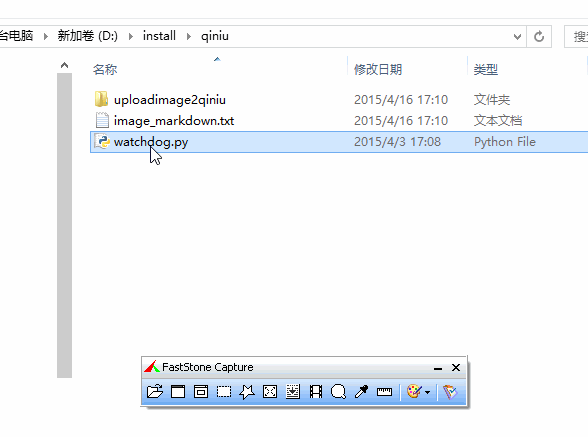 台电脑 新加卷 (D:) install qiniu 搜
名称 修改日期 类型
uploadimage2qiniu 2015/4/16 17:10 文件夹
image_markdown.txt 2015/4/16 17:10 文本文档
watchdog.py 2015/4/3 17:08 Python File
FastStone Capture